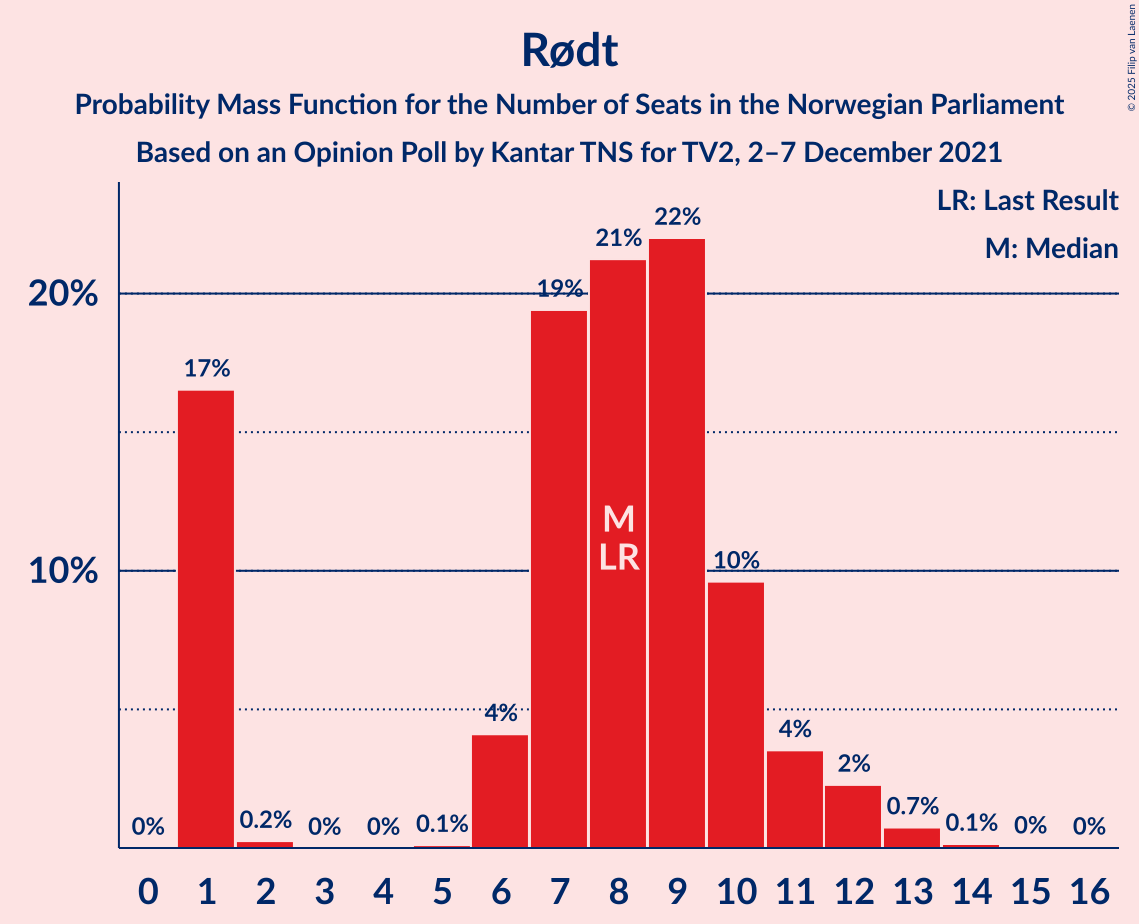 Rødt
Probability Mass Function for the Number of Seats in the Norwegian Parliament
Based on an Opinion Poll by Kantar TNS for TV2, 2–7 December 2021
© 2025 Filip van Laenen
LR: Last Result
M: Median
20%
10%
0%
17%
0.2%
0%
0%
0.1%
4%
19%
21%
22%
10%
4%
2%
0.7%
0.1%
0%
0%
M
LR
0 1 2 3 4 5 6 7 8 9 10 11 12 13 14 15 16